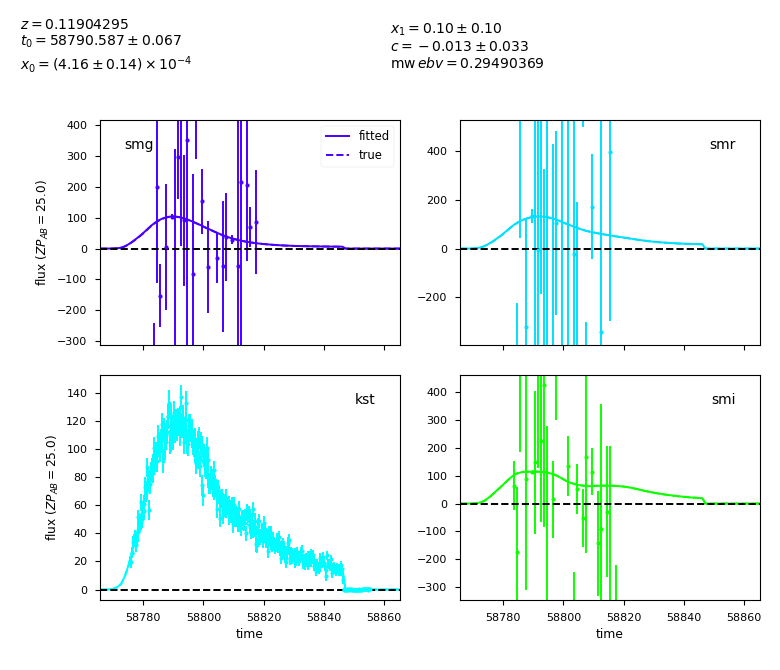 z = 0.11904295
t0 = 58790.587 ± 0.067
x0 = (4.16 ± 0.14) × 10^−4
x1 = 0.10 ± 0.10
c = −0.013 ± 0.033
mw ebv = 0.29490369
smg
fitted
true
flux (ZP_AB = 25.0)
400
300
200
100
0
−100
−200
−300
smr
400
200
0
−200
kst
flux (ZP_AB = 25.0)
140
120
100
80
60
40
20
0
58780 58800 58820 58840 58860
time
smi
400
300
200
100
0
−100
−200
−300
58780 58800 58820 58840 58860
time